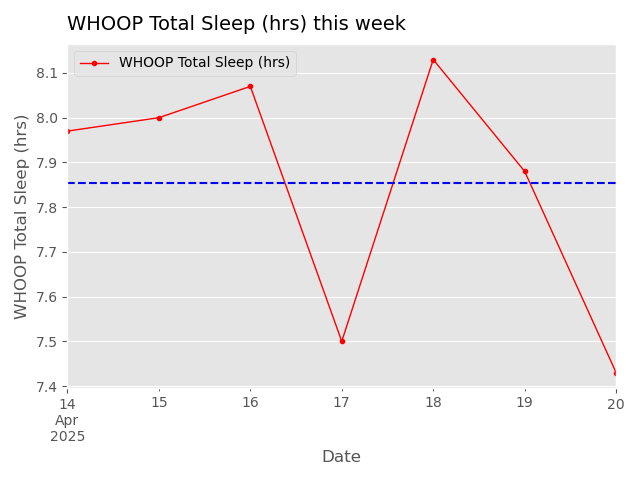 WHOOP Total Sleep (hrs) this week
WHOOP Total Sleep (hrs)
WHOOP Total Sleep (hrs)
8.1
8.0
7.9
7.8
7.7
7.6
7.5
7.4
14 15 16 17 18 19 20
Apr
2025
Date